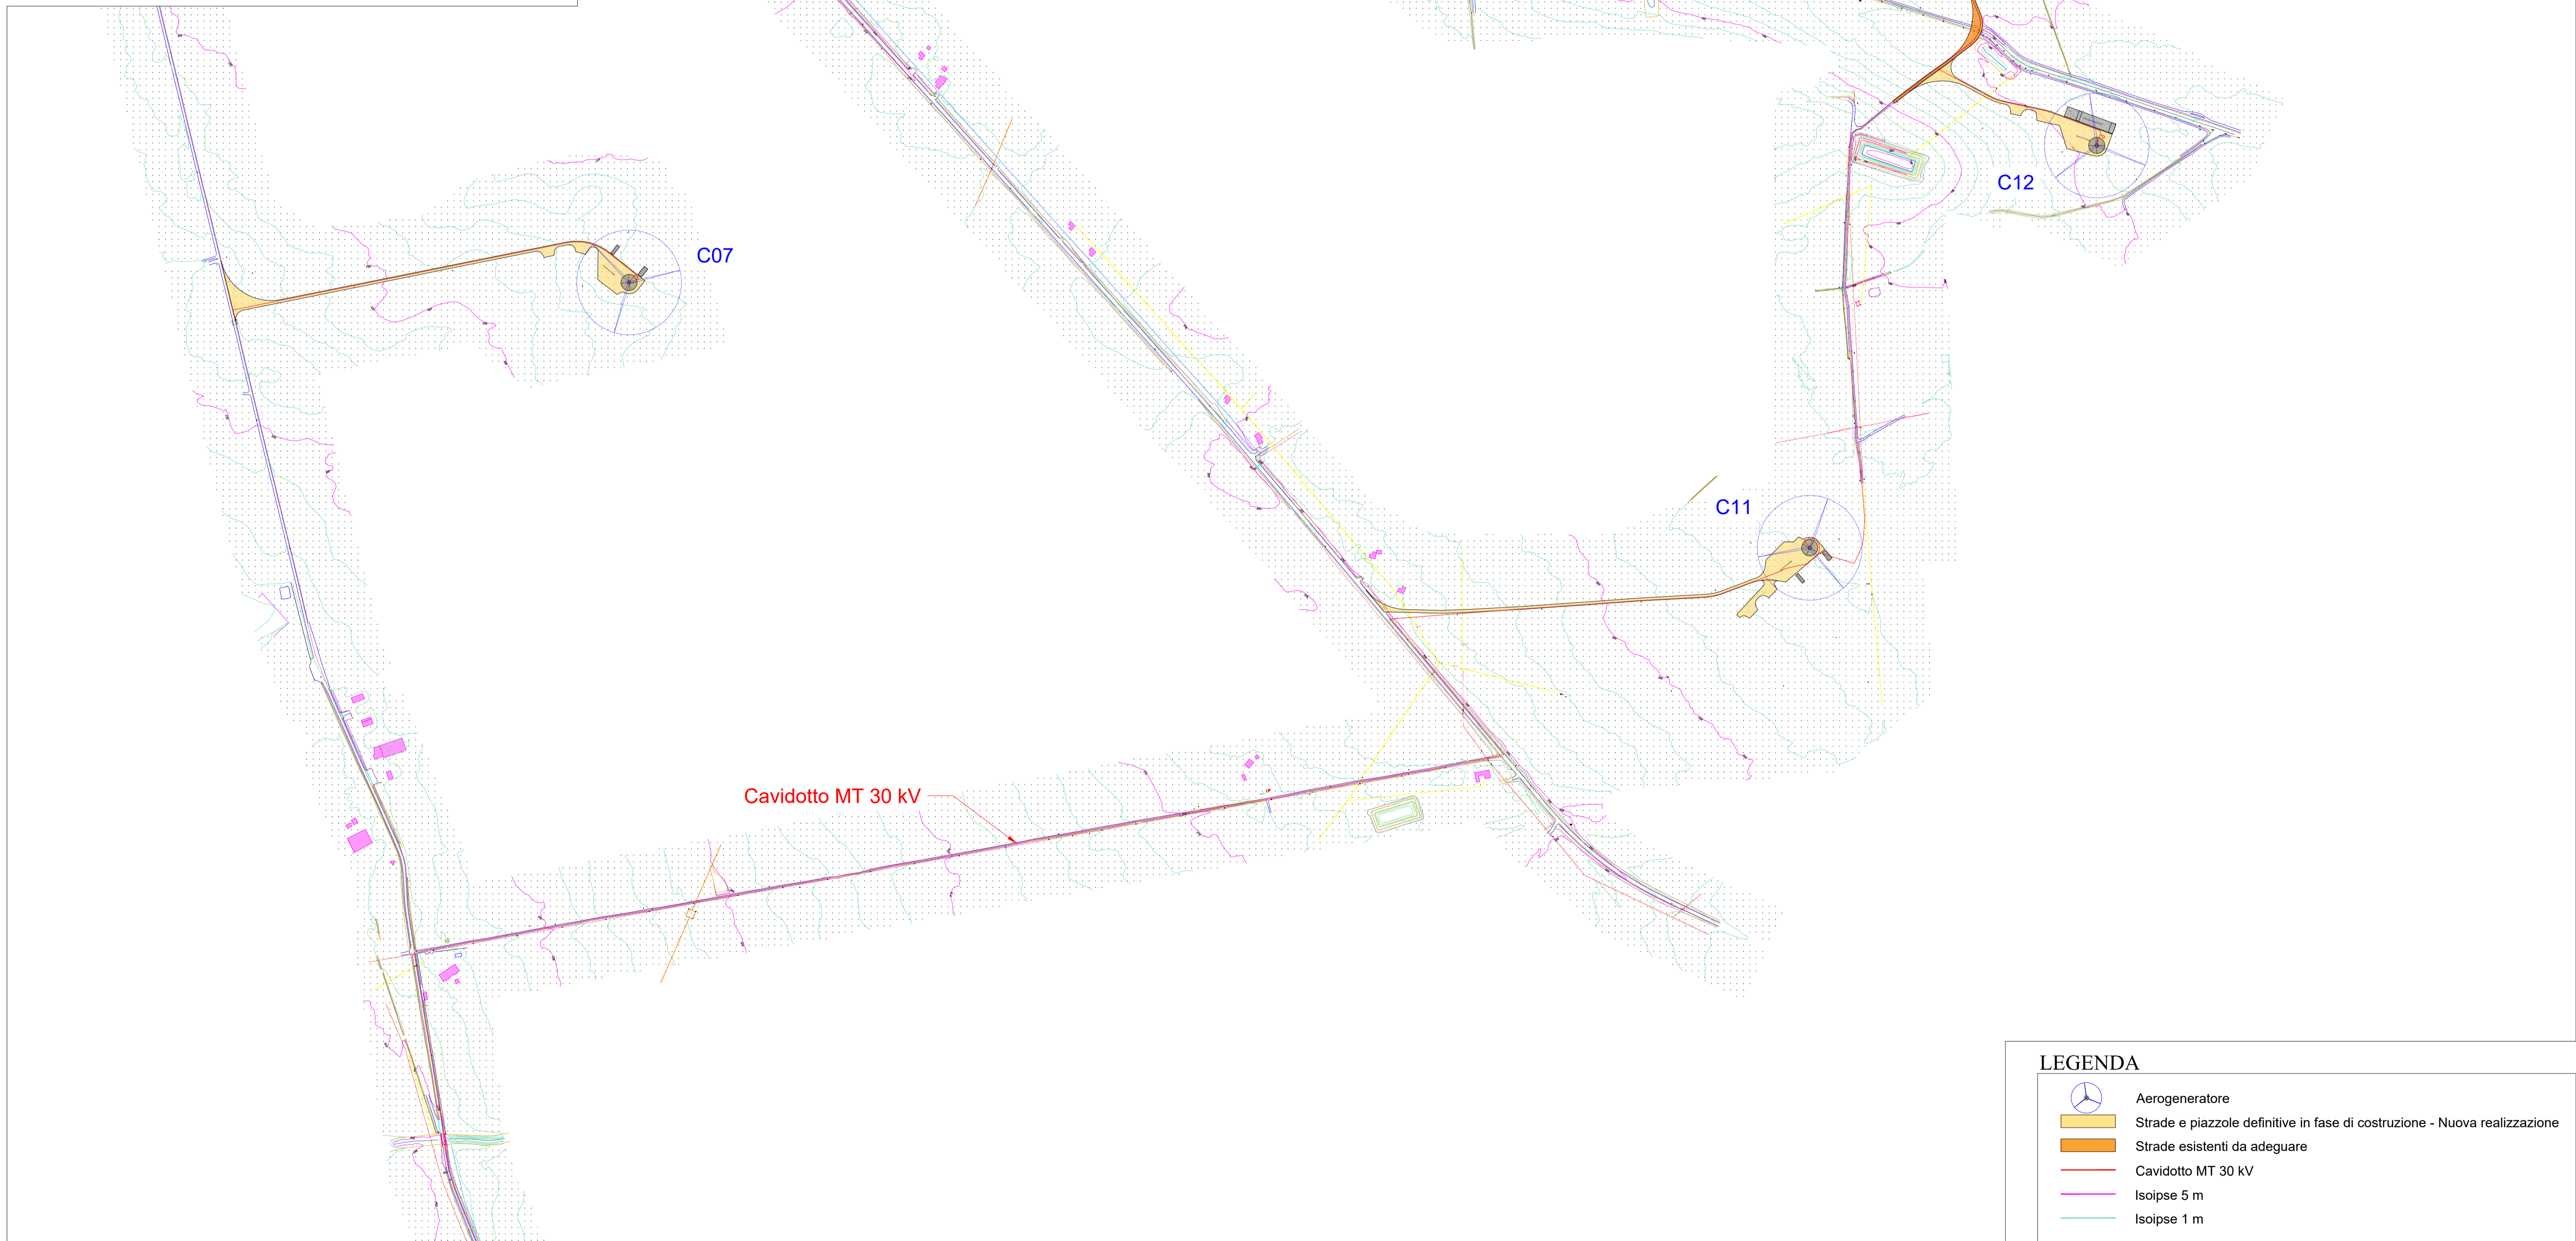 C12
C07
C11
Cavidotto MT 30 kV
LEGENDA
Aerogeneratore
Strade e piazzole definitive in fase di costruzione - Nuova realizzazione
Strade esistenti da adeguare
Cavidotto MT 30 kV
Isoipse 5 m
Isoipse 1 m